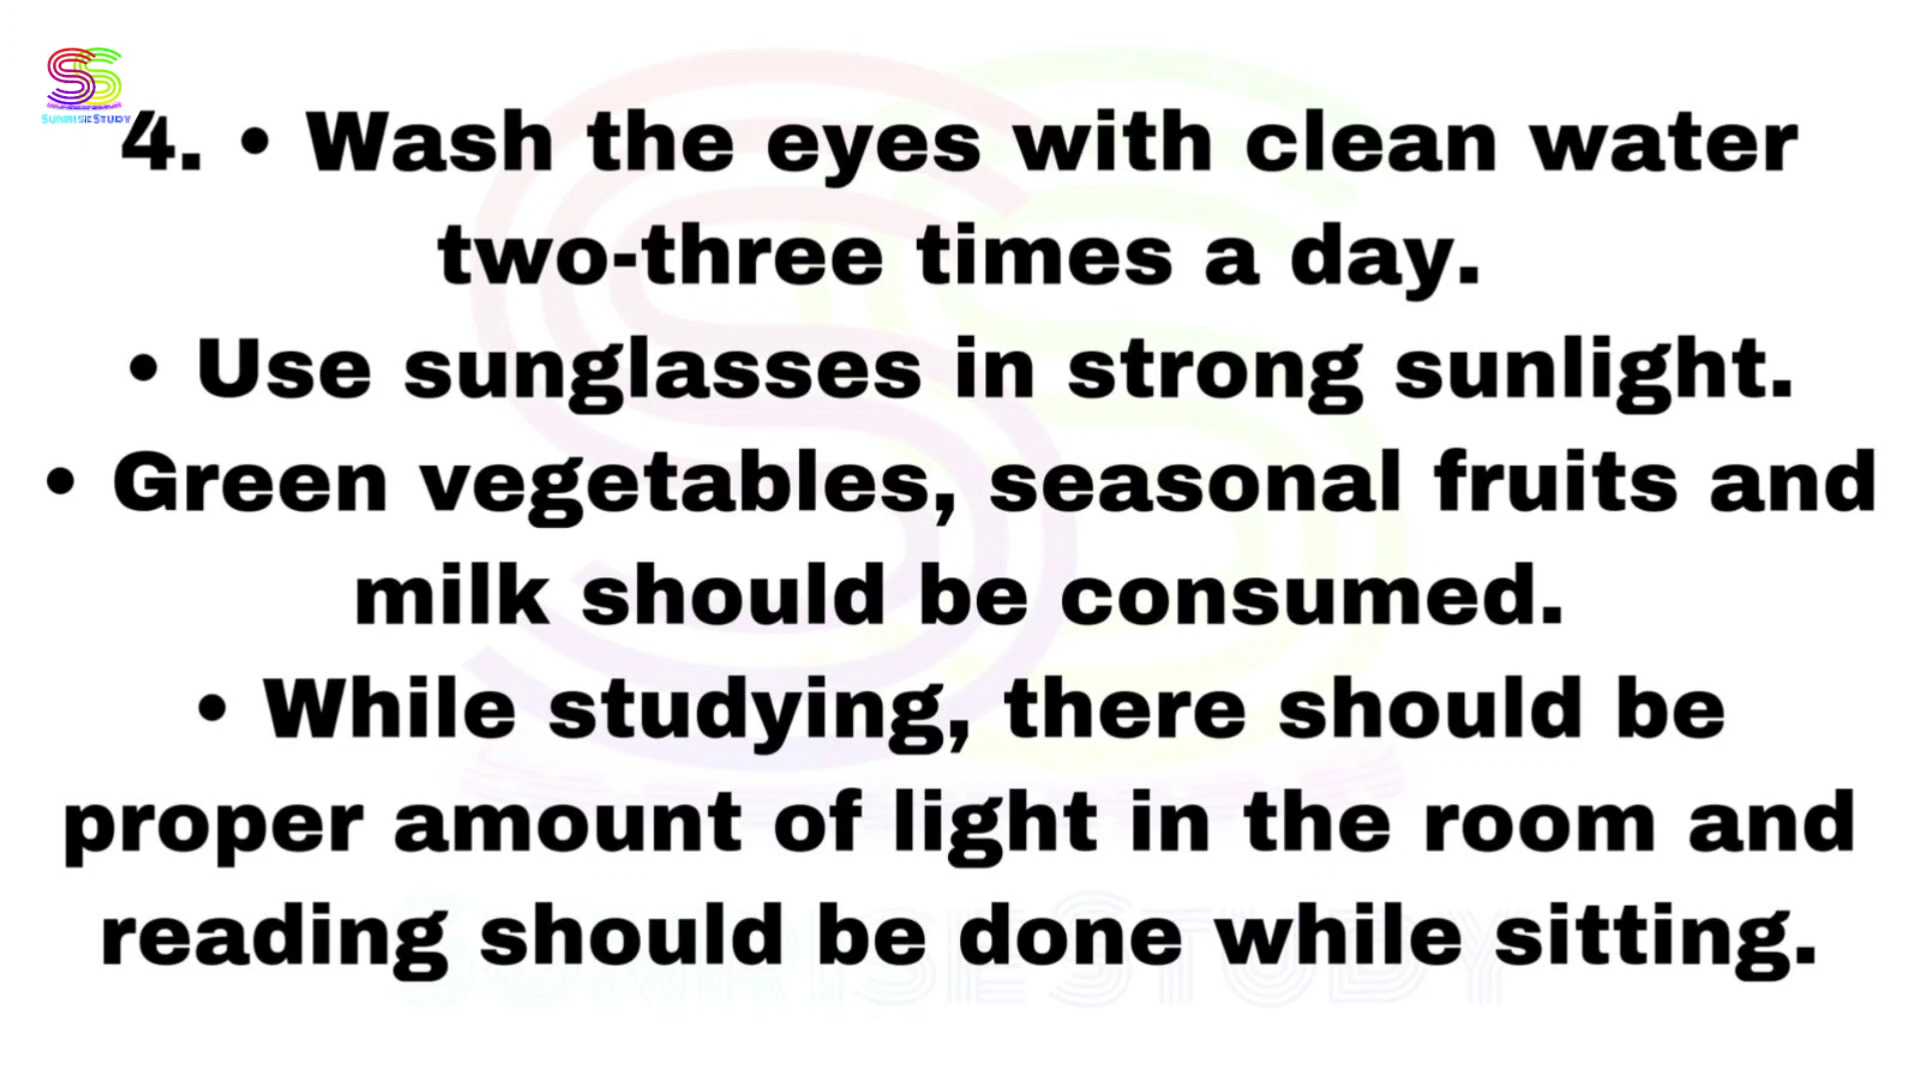 SUNRISESTUDY
4. • Wash the eyes with clean water
two-three times a day.
• Use sunglasses in strong sunlight.
• Green vegetables, seasonal fruits and
milk should be consumed.
• While studying, there should be
proper amount of light in the room and
reading should be done while sitting.
SUNRISESTUDY